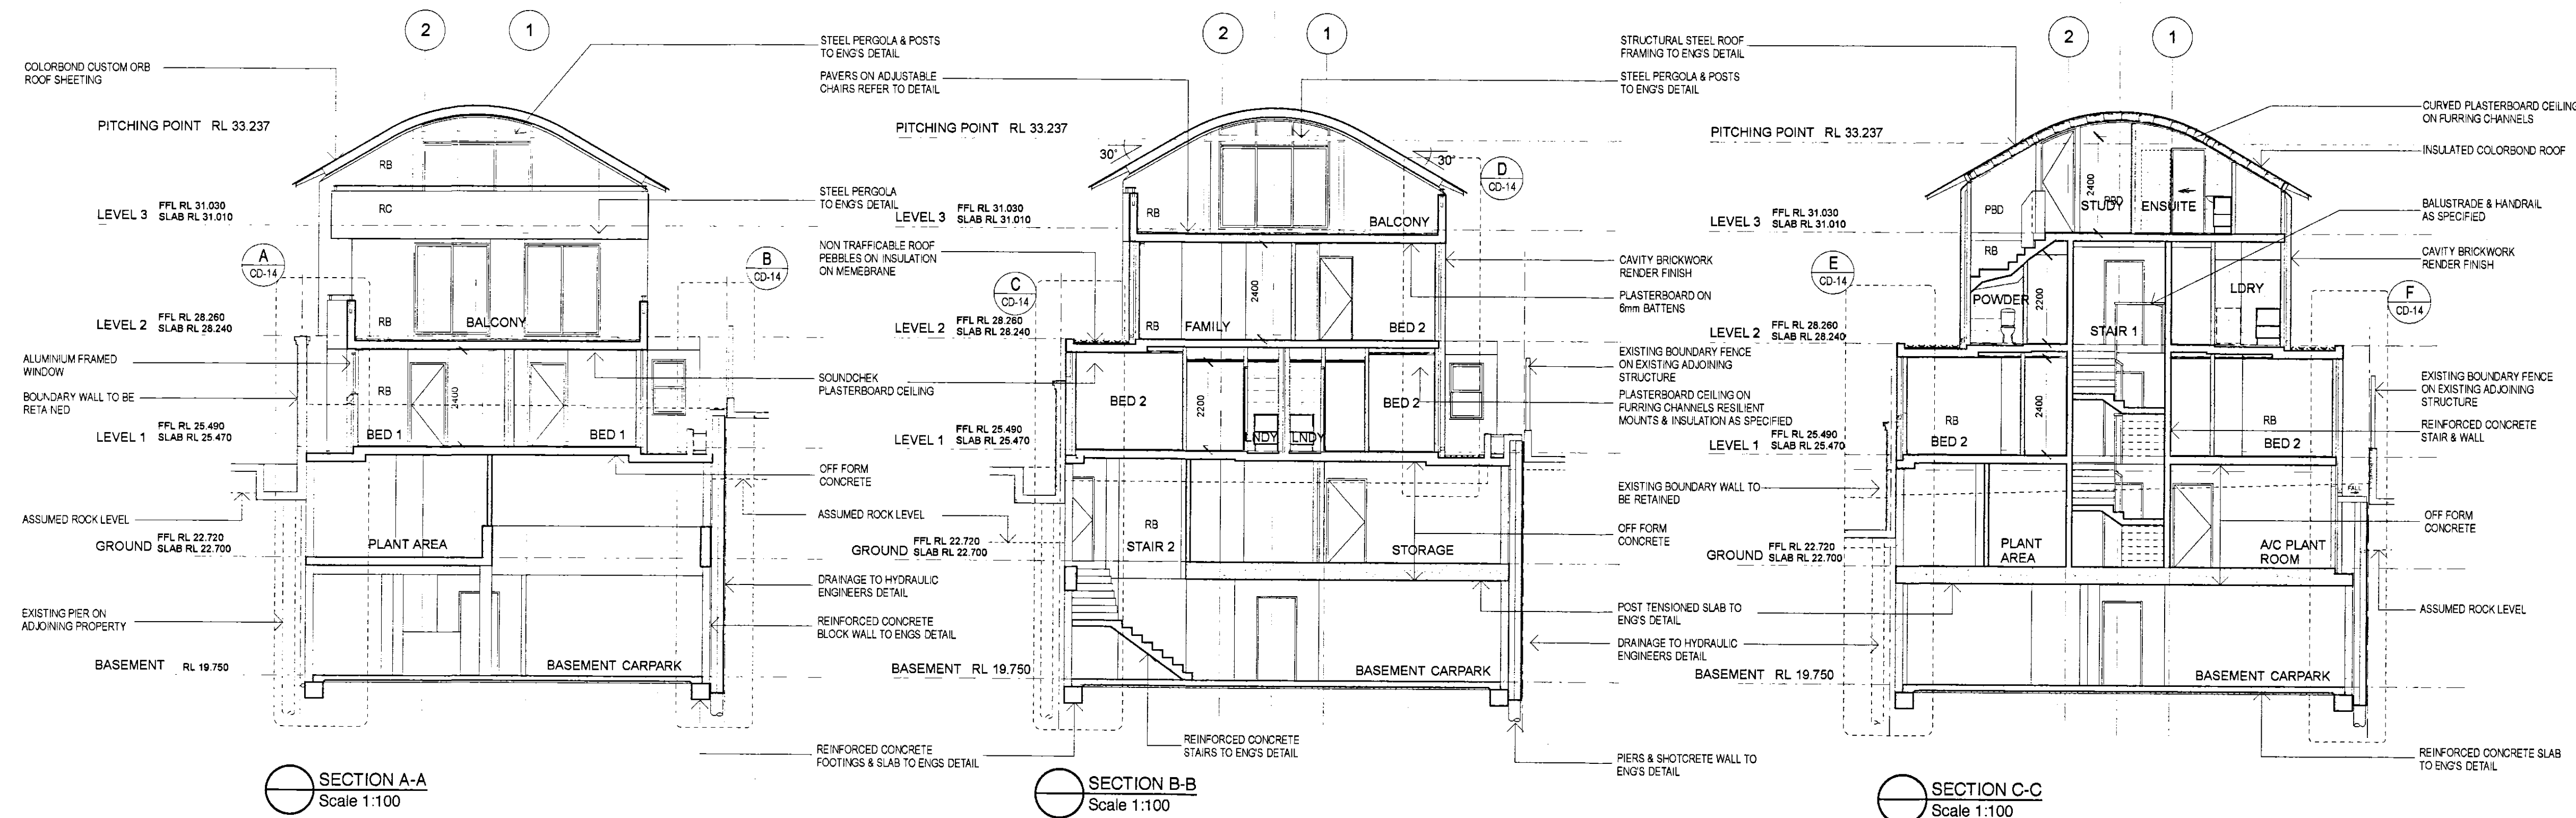 2
1
COLORBOND CUSTOM ORB
ROOF SHEETING
STEEL PERGOLA & POSTS
TO ENG'S DETAIL
PAVERS ON ADJUSTABLE
CHAIRS REFER TO DETAIL
PITCHING POINT RL 33.237
RB
STEEL PERGOLA
TO ENG'S DETAIL
LEVEL 3
FFL RL 31.030
SLAB RL 31.010
RC
NON TRAFFICABLE ROOF
PEBBLES ON INSULATION
ON MEMEBRANE
A
CD-14
B
CD-14
LEVEL 2
FFL RL 28.260
SLAB RL 28.240
RB
BALCONY
ALUMINIUM FRAMED
WINDOW
BOUNDARY WALL TO BE
RETA NED
SOUNDCHEK
PLASTERBOARD CEILING
RB
2400
LEVEL 1
FFL RL 25.490
SLAB RL 25.470
BED 1
BED 1
OFF FORM
CONCRETE
ASSUMED ROCK LEVEL
ASSUMED ROCK LEVEL
GROUND
FFL RL 22.720
SLAB RL 22.700
PLANT AREA
DRAINAGE TO HYDRAULIC
ENGINEERS DETAIL
EXISTING PIER ON
ADJOINING PROPERTY
REINFORCED CONCRETE
BLOCK WALL TO ENGS DETAIL
BASEMENT RL 19.750
BASEMENT CARPARK
REINFORCED CONCRETE
FOOTINGS & SLAB TO ENGS DETAIL
SECTION A-A
Scale 1:100
2
1
STRUCTURAL STEEL ROOF
FRAMING TO ENG'S DETAIL
STEEL PERGOLA & POSTS
TO ENG'S DETAIL
PITCHING POINT RL 33.237
30°
30°
D
CD-14
LEVEL 3
FFL RL 31.030
SLAB RL 31.010
RB
BALCONY
C
CD-14
2400
CAVITY BRICKWORK
RENDER FINISH
PLASTERBOARD ON
6mm BATTENS
LEVEL 2
FFL RL 28.260
SLAB RL 28.240
RB
FAMILY
BED 2
EXISTING BOUNDARY FENCE
ON EXISTING ADJOINING
STRUCTURE
BED 2
2200
BED 2
PLASTERBOARD CEILING ON
FURRING CHANNELS RESILIENT
MOUNTS & INSULATION AS SPECIFIED
LEVEL 1
FFL RL 25.490
SLAB RL 25.470
LNDY
LNDY
EXISTING BOUNDARY WALL TO
BE RETAINED
RB
STAIR 2
STORAGE
OFF FORM
CONCRETE
GROUND
FFL RL 22.720
SLAB RL 22.700
POST TENSIONED SLAB TO
ENG'S DETAIL
DRAINAGE TO HYDRAULIC
ENGINEERS DETAIL
BASEMENT RL 19.750
BASEMENT CARPARK
REINFORCED CONCRETE
STAIRS TO ENG'S DETAIL
PIERS & SHOTCRETE WALL TO
ENG'S DETAIL
SECTION B-B
Scale 1:100
2
1
CURVED PLASTERBOARD CEILING
ON FURRING CHANNELS
PITCHING POINT RL 33.237
INSULATED COLORBOND ROOF
2400
PBD
STUDY
PBD
ENSUITE
BALUSTRADE & HANDRAIL
AS SPECIFIED
LEVEL 3
FFL RL 31.030
SLAB RL 31.010
RB
CAVITY BRICKWORK
RENDER FINISH
E
CD-14
F
CD-14
POWDER
2200
LDRY
LEVEL 2
FFL RL 28.260
SLAB RL 28.240
STAIR 1
EXISTING BOUNDARY FENCE
ON EXISTING ADJOINING
STRUCTURE
2400
RB
RB
REINFORCED CONCRETE
STAIR & WALL
LEVEL 1
FFL RL 25.490
SLAB RL 25.470
BED 2
BED 2
FALL
OFF FORM
CONCRETE
GROUND
FFL RL 22.720
SLAB RL 22.700
PLANT
AREA
A/C PLANT
ROOM
ASSUMED ROCK LEVEL
BASEMENT RL 19.750
BASEMENT CARPARK
REINFORCED CONCRETE SLAB
TO ENG'S DETAIL
SECTION C-C
Scale 1:100